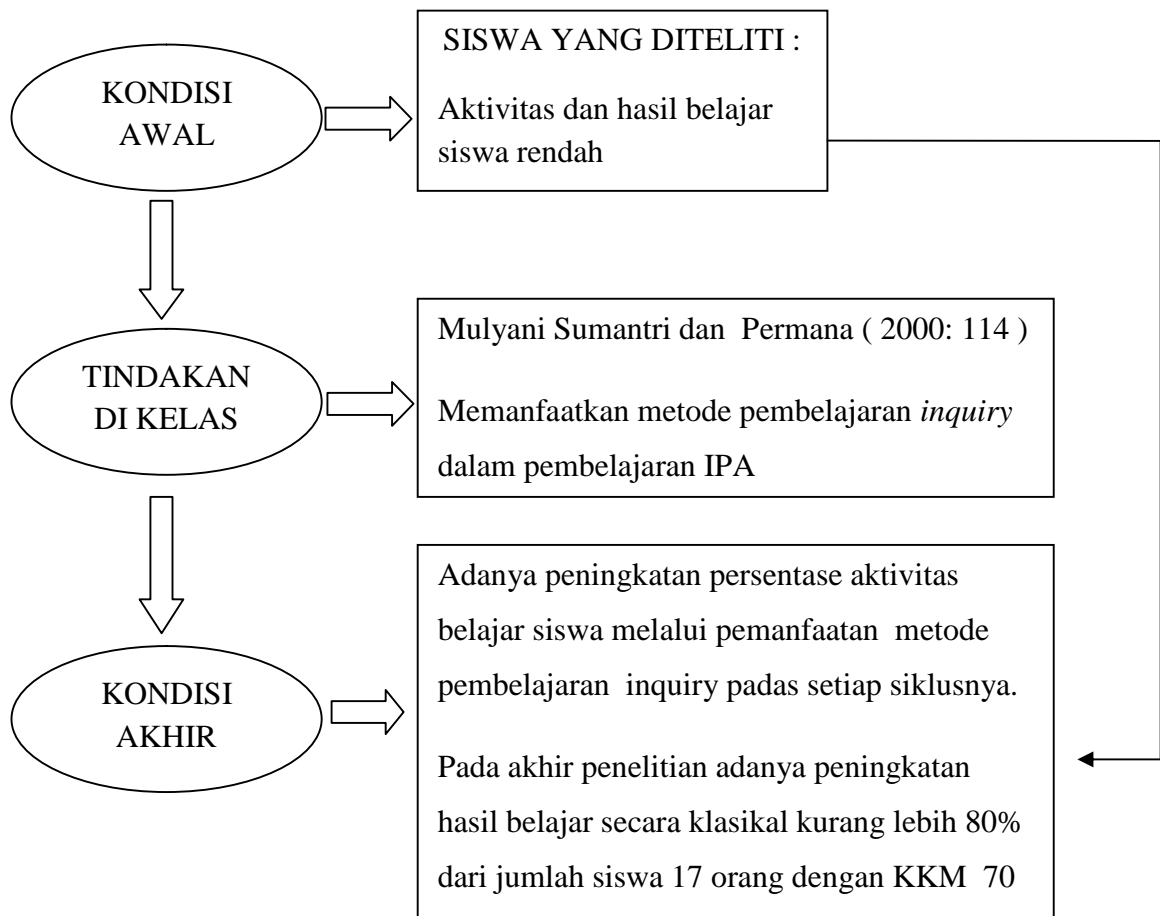 KONDISI
AWAL
SISWA YANG DITELITI :
Aktivitas dan hasil belajar
siswa rendah
TINDAKAN
DI KELAS
Mulyani Sumantri dan Permana ( 2000: 114 )
Memanfaatkan metode pembelajaran inquiry
dalam pembelajaran IPA
KONDISI
AKHIR
Adanya peningkatan persentase aktivitas
belajar siswa melalui pemanfaatan metode
pembelajaran inquiry padas setiap siklusnya.
Pada akhir penelitian adanya peningkatan
hasil belajar secara klasikal kurang lebih 80%
dari jumlah siswa 17 orang dengan KKM 70